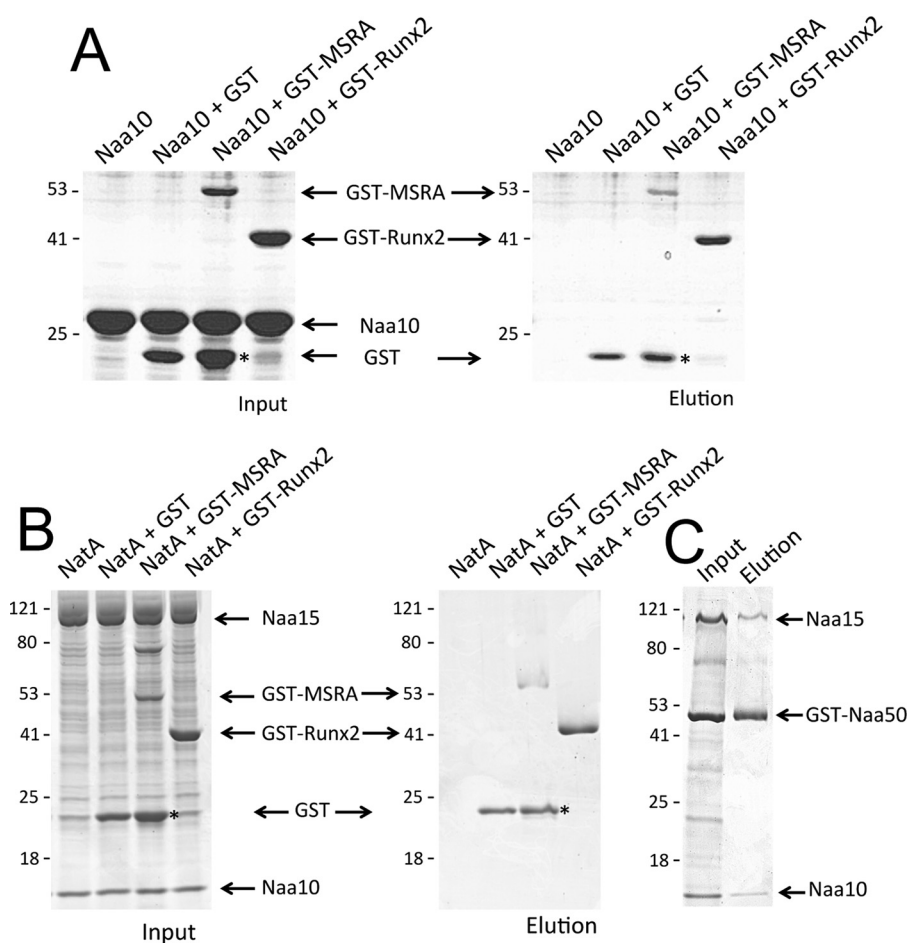 A
Naa10
Naa10 + GST
Naa10 + GST-MSRA
Naa10 + GST-Runx2
Naa10
Naa10 + GST
Naa10 + GST-MSRA
Naa10 + GST-Runx2
53 -
GST-MSRA
53 -
41 -
GST-Runx2
41 -
Naa10
25 -
25 -
* GST *
Input
Elution
B
NatA
NatA + GST
NatA + GST-MSRA
NatA + GST-Runx2
NatA
NatA + GST
NatA + GST-MSRA
NatA + GST-Runx2
C
Input
Elution
121 -
Naa15
121 -
121 -
Naa15
80 -
80 -
80 -
53 -
GST-MSRA
53 -
53 -
GST-Naa50
41 -
GST-Runx2
41 -
41 -
25 -
25 -
25 -
* GST *
18 -
18 -
18 -
Naa10
Naa10
Input
Elution